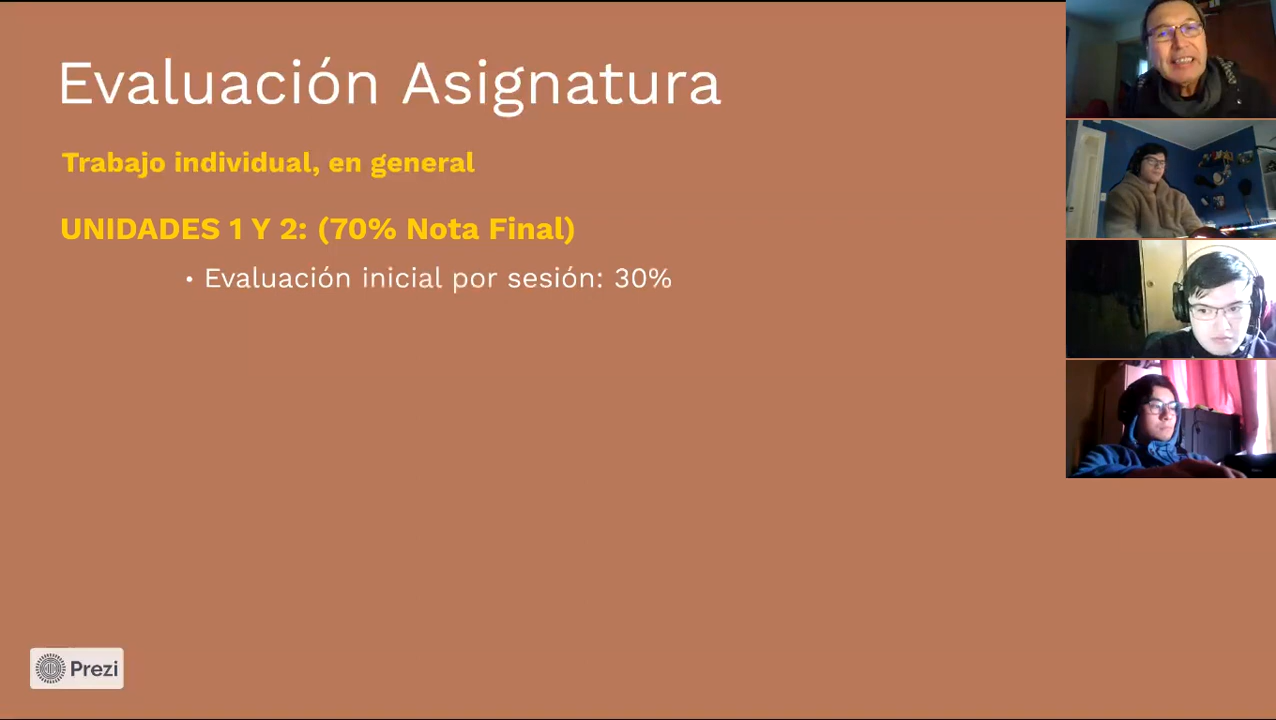 Evaluación Asignatura
Trabajo individual, en general
UNIDADES 1 Y 2: (70% Nota Final)
• Evaluación inicial por sesión: 30%
Prezi